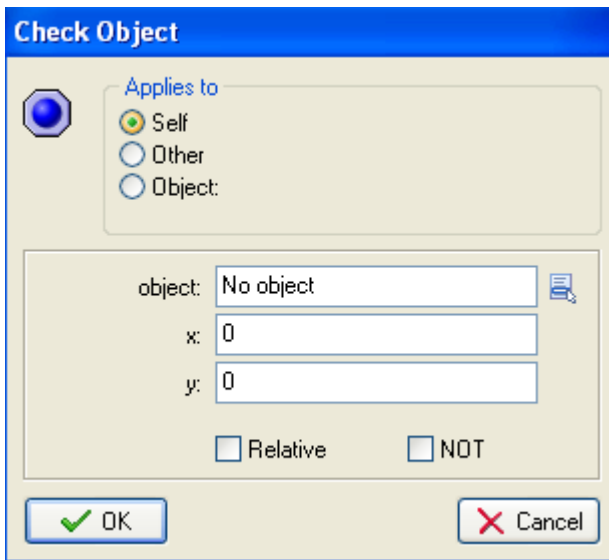 Check Object
Applies to
Self
Other
Object:
object: No object
x: 0
y: 0
Relative NOT
OK Cancel